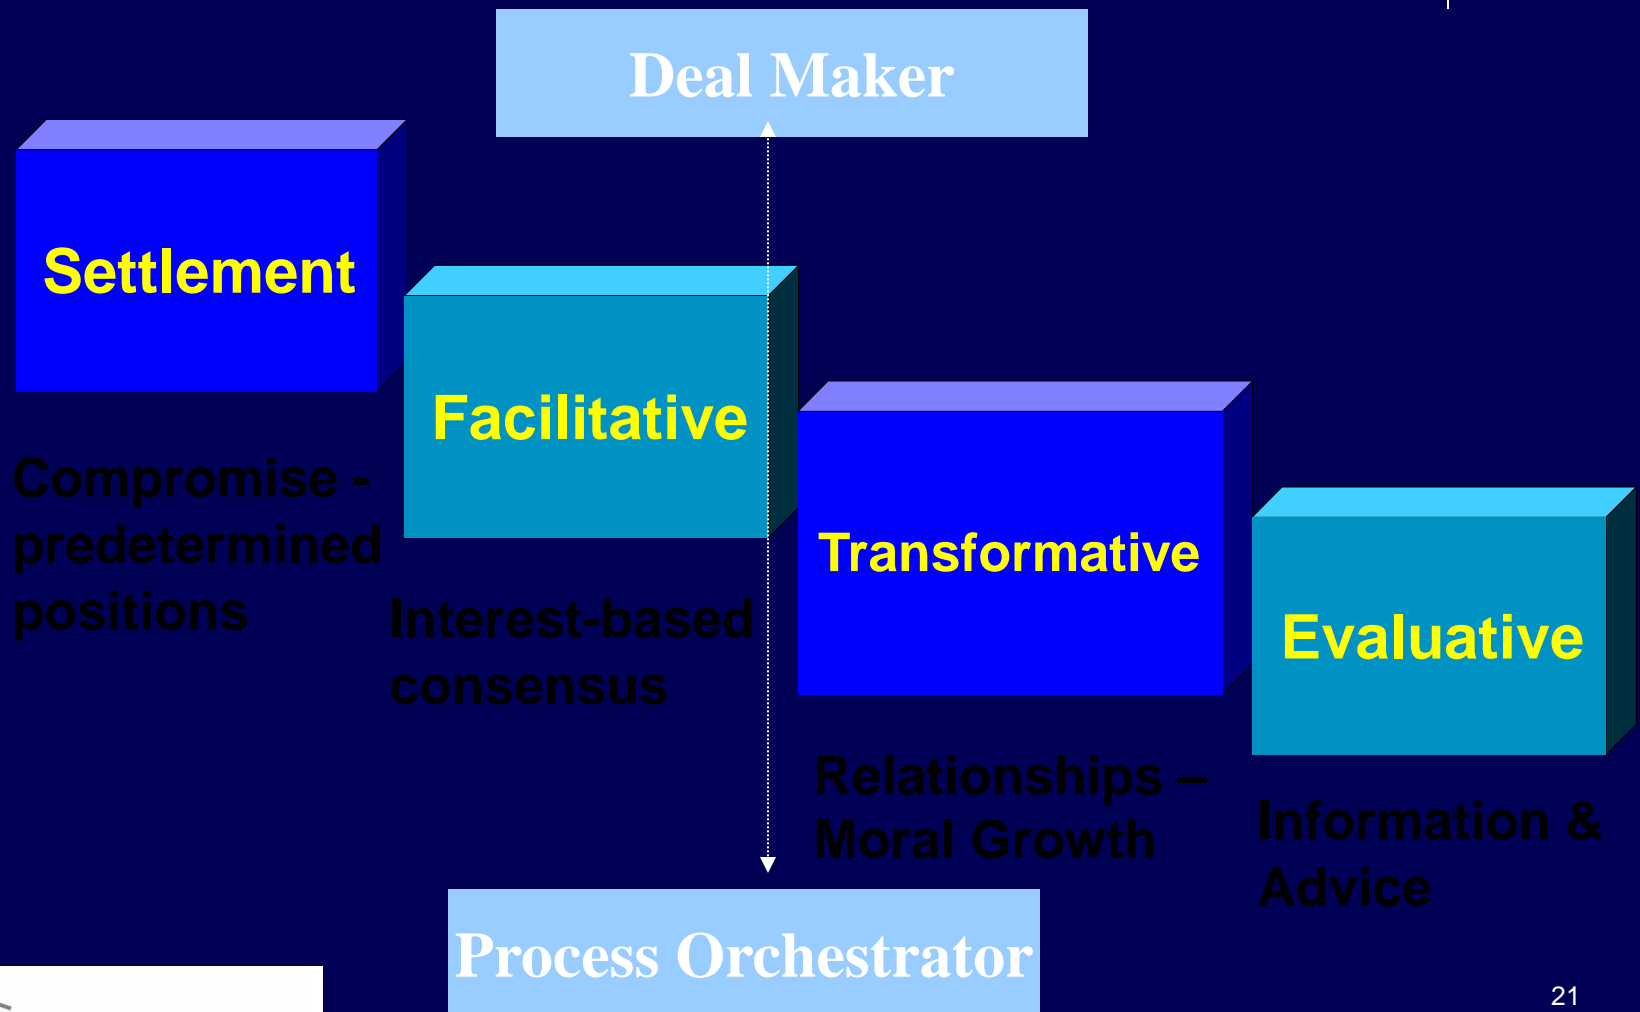 Deal Maker
Settlement
Compromise -
predetermined
positions
Facilitative
Interest-based
consensus
Transformative
Relationships –
Moral Growth
Evaluative
Information &
Advice
Process Orchestrator
21